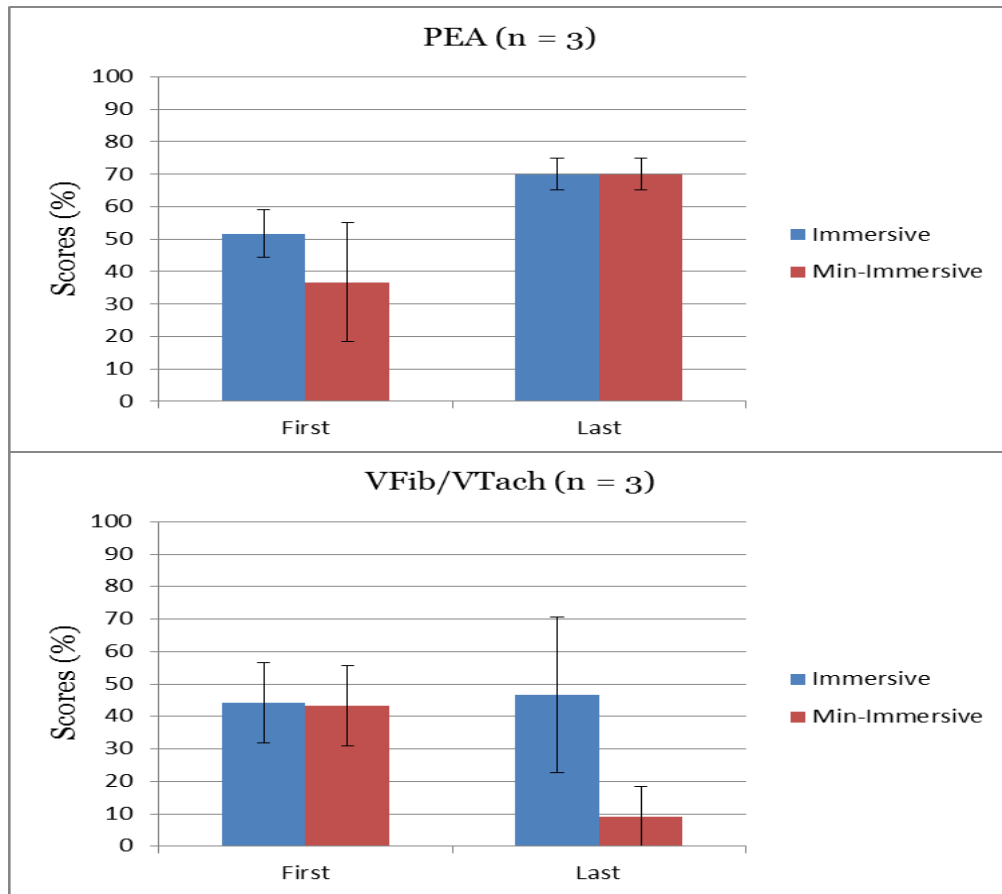 PEA (n = 3)
100
90
80
70
60
50
40
30
20
10
0
Scores (%)
First
Last
Immersive
Min-Immersive
VFib/VTach (n = 3)
100
90
80
70
60
50
40
30
20
10
0
Scores (%)
First
Last
Immersive
Min-Immersive